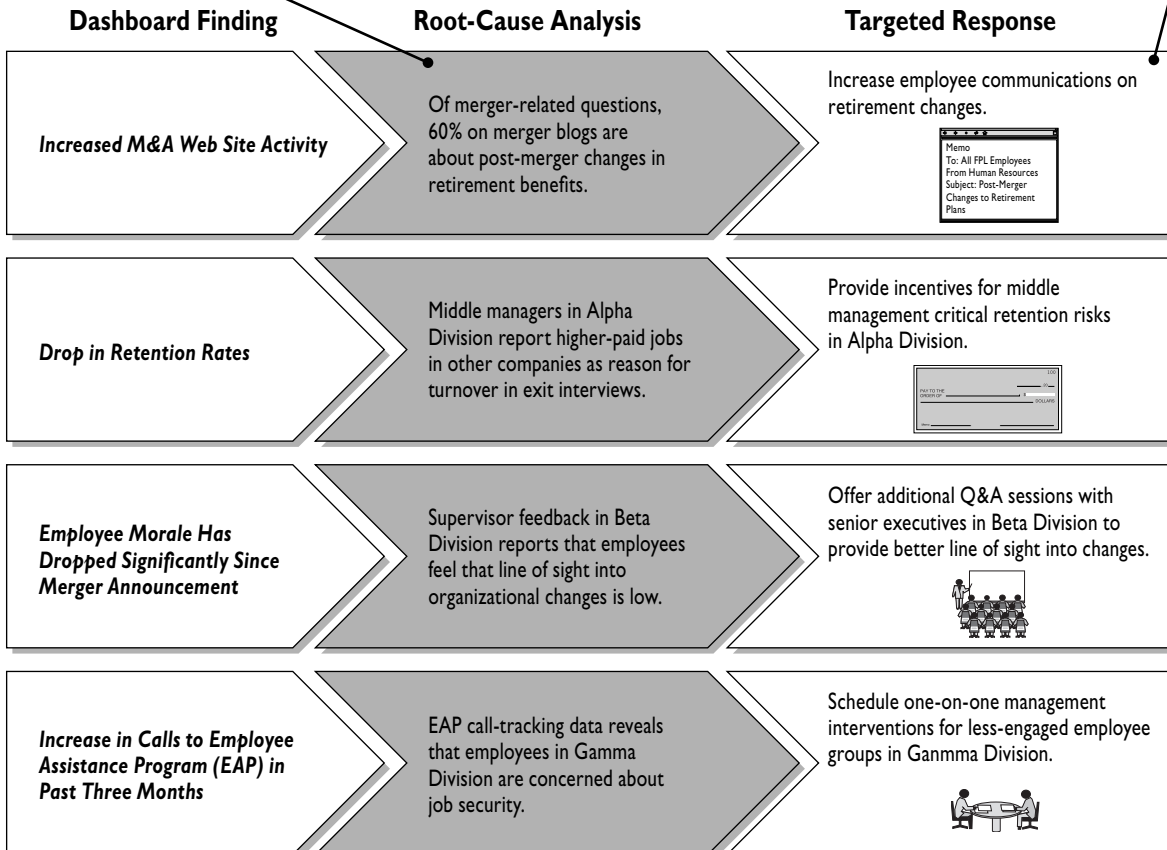 Dashboard Finding
Root-Cause Analysis
Targeted Response
Increased M&A Web Site Activity
Of merger-related questions,
60% on merger blogs are
about post-merger changes in
retirement benefits.
Increase employee communications on
retirement changes.
Memo
To: All FPL Employees
From Human Resources
Subject: Post-Merger
Changes to Retirement
Plans
Drop in Retention Rates
Middle managers in Alpha
Division report higher-paid jobs
in other companies as reason for
turnover in exit interviews.
Provide incentives for middle
management critical retention risks
in Alpha Division.
100
PAY TO THE
ORDER OF
$
DOLLARS
Employee Morale Has
Dropped Significantly Since
Merger Announcement
Supervisor feedback in Beta
Division reports that employees
feel that line of sight into
organizational changes is low.
Offer additional Q&A sessions with
senior executives in Beta Division to
provide better line of sight into changes.
Increase in Calls to Employee
Assistance Program (EAP) in
Past Three Months
EAP call-tracking data reveals
that employees in Gamma
Division are concerned about
job security.
Schedule one-on-one management
interventions for less-engaged employee
groups in Ganmma Division.